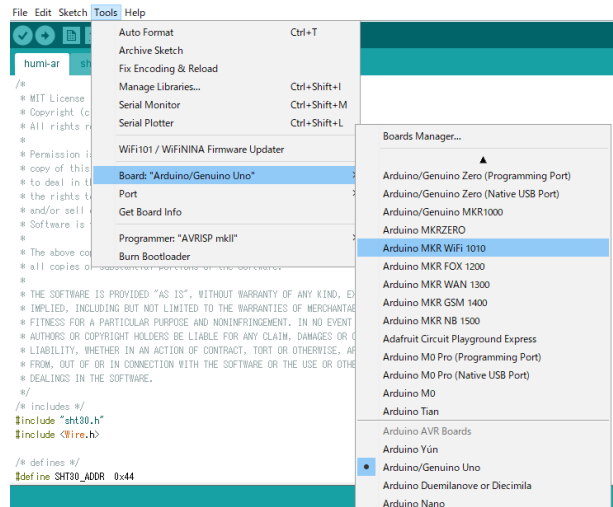 File Edit Sketch Tools Help
humi-ar
Auto Format Ctrl+T
Archive Sketch
Fix Encoding & Reload
Manage Libraries... Ctrl+Shift+I
Serial Monitor Ctrl+Shift+M
Serial Plotter Ctrl+Shift+L
WiFi101 / WiFiNINA Firmware Updater
Board: "Arduino/Genuino Uno"
Port
Get Board Info
Programmer: "AVRISP mkII"
Burn Bootloader
Boards Manager...
Arduino/Genuino Zero (Programming Port)
Arduino/Genuino Zero (Native USB Port)
Arduino/Genuino MKR1000
Arduino MKRZERO
Arduino MKR WiFi 1010
Arduino MKR FOX 1200
Arduino MKR WAN 1300
Arduino MKR GSM 1400
Arduino MKR NB 1500
Adafruit Circuit Playground Express
Arduino M0 Pro (Programming Port)
Arduino M0 Pro (Native USB Port)
Arduino M0
Arduino Tian
Arduino AVR Boards
Arduino Yún
Arduino/Genuino Uno
Arduino Duemilanove or Diecimila
Arduino Nano
/*
* MIT License
* Copyright (c
* All rights r
*
* Permission i
* copy of this
* to deal in t
* the rights t
* and/or sell
* Software is
*
* The above co
* all copies or substantial portions of the Software.
*
* THE SOFTWARE IS PROVIDED "AS IS", WITHOUT WARRANTY OF ANY KIND, EX
* IMPLIED, INCLUDING BUT NOT LIMITED TO THE WARRANTIES OF MERCHANTAB
* FITNESS FOR A PARTICULAR PURPOSE AND NONINFRINGEMENT. IN NO EVENT
* AUTHORS OR COPYRIGHT HOLDERS BE LIABLE FOR ANY CLAIM, DAMAGES OR O
* LIABILITY, WHETHER IN AN ACTION OF CONTRACT, TORT OR OTHERWISE, AR
* FROM, OUT OF OR IN CONNECTION WITH THE SOFTWARE OR THE USE OR OTHE
* DEALINGS IN THE SOFTWARE.
*/
/* includes */
#include "sht30.h"
#include <Wire.h>
/* defines */
#define SHT30_ADDR 0x44